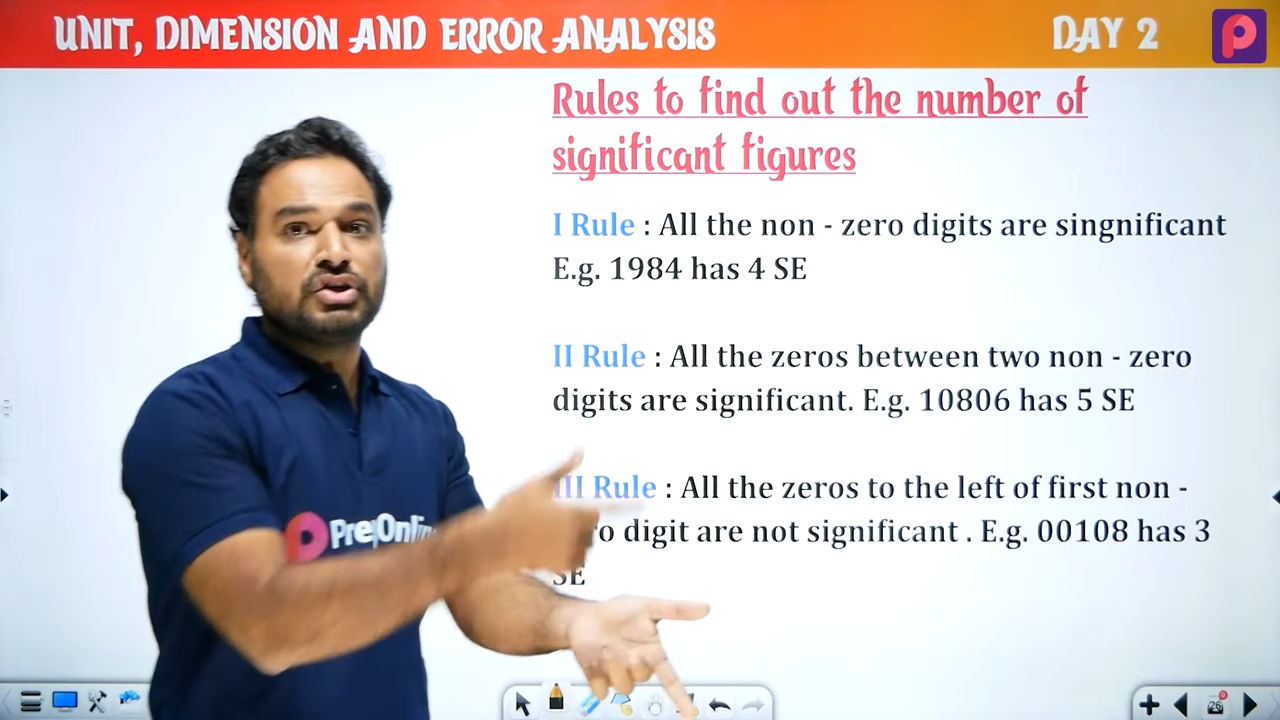 UNIT, DIMENSION AND ERROR ANALYSIS
DAY 2
Rules to find out the number of
significant figures
I Rule : All the non - zero digits are singnificant
E.g. 1984 has 4 SE
II Rule : All the zeros between two non - zero
digits are significant. E.g. 10806 has 5 SE
III Rule : All the zeros to the left of first non -
digit are not significant . E.g. 00108 has 3
SE
26